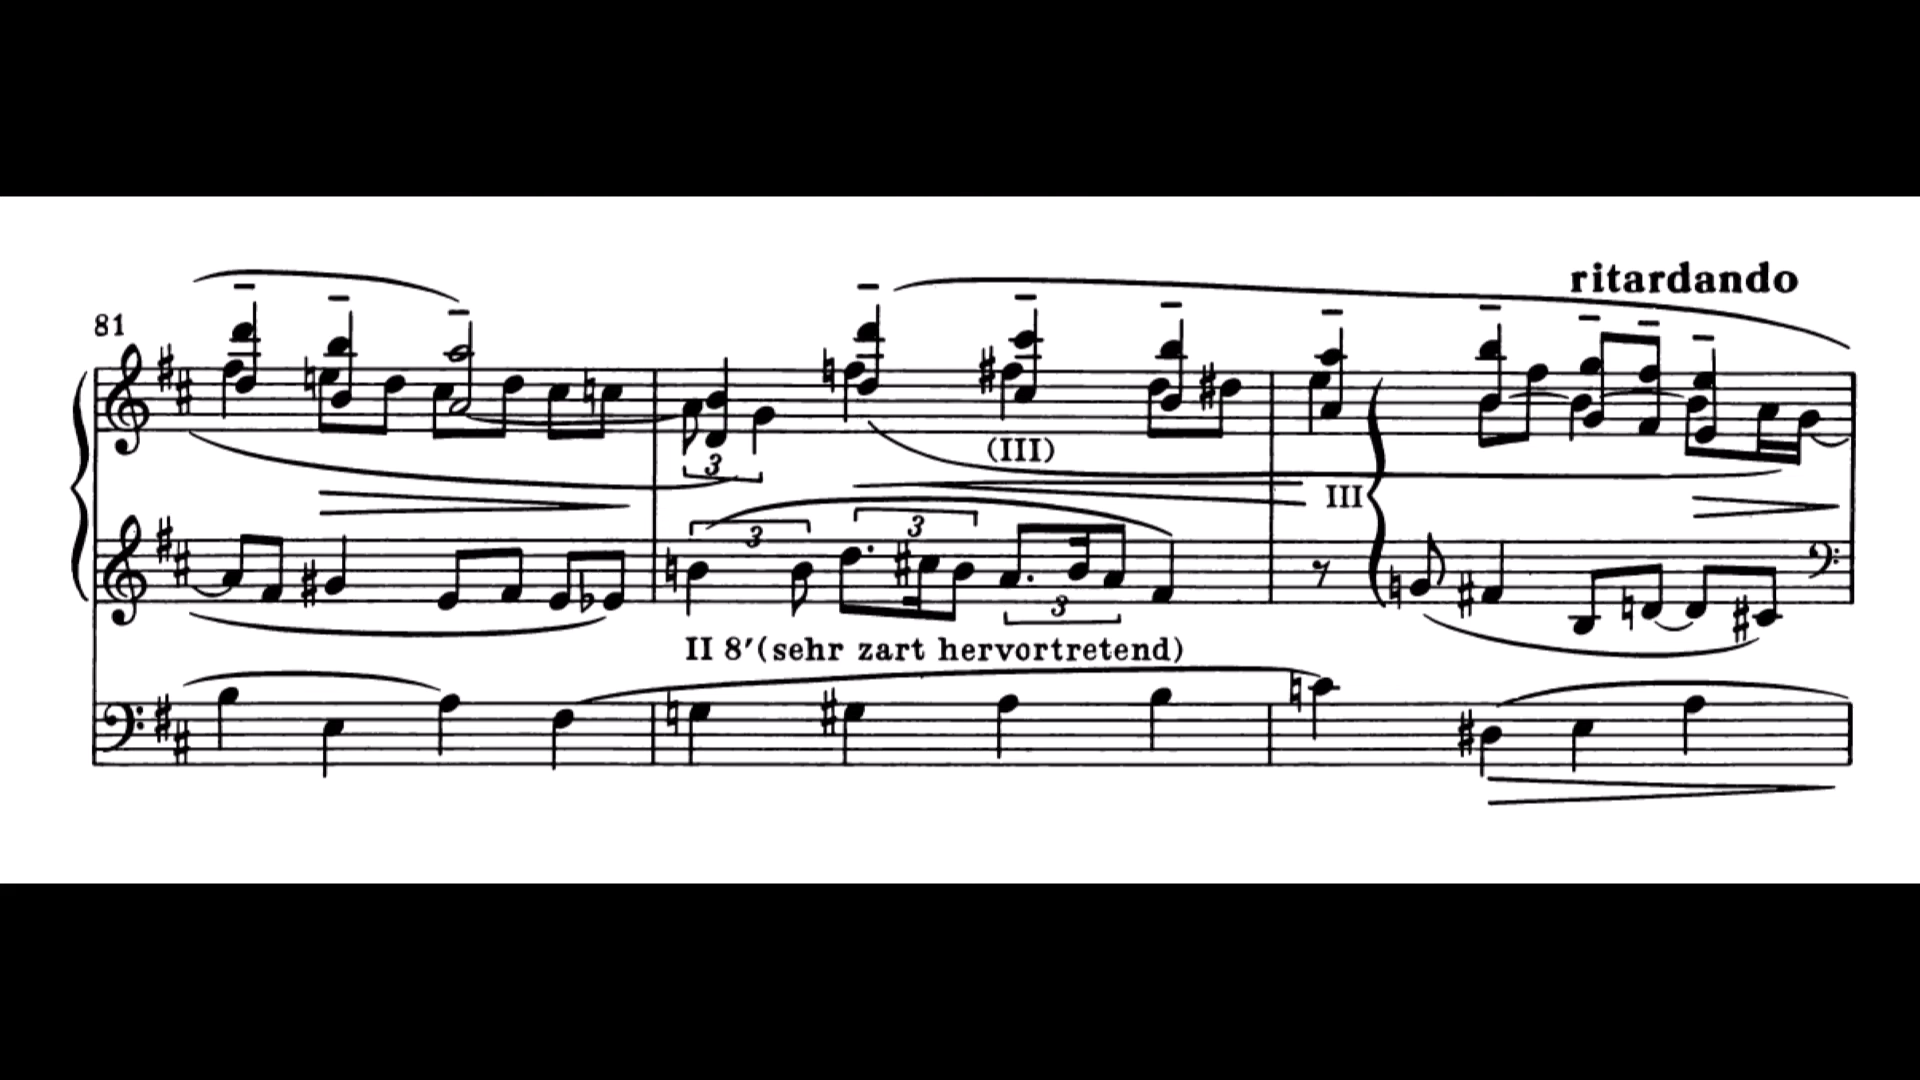 ritardando
81
3
(III)
III
3
3
3
II 8′(sehr zart hervortretend)